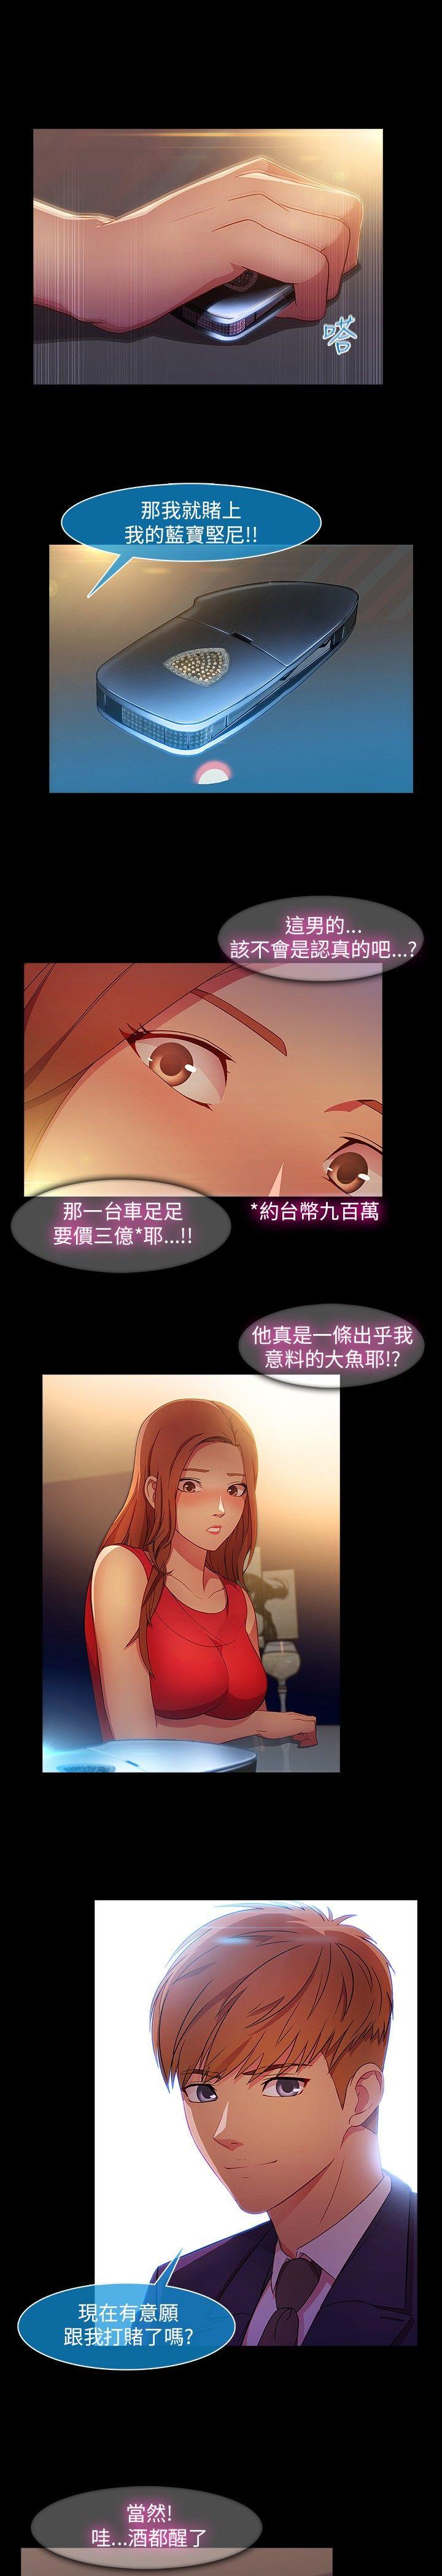 嗒
那我就賭上
我的藍寶堅尼!!
這男的...
該不會是認真的吧...?
那一台車足足
要價三億*耶...!!
*約台幣九百萬
他真是一條出乎我
意料的大魚耶!?
現在有意願
跟我打賭了嗎?
當然!
哇...酒都醒了